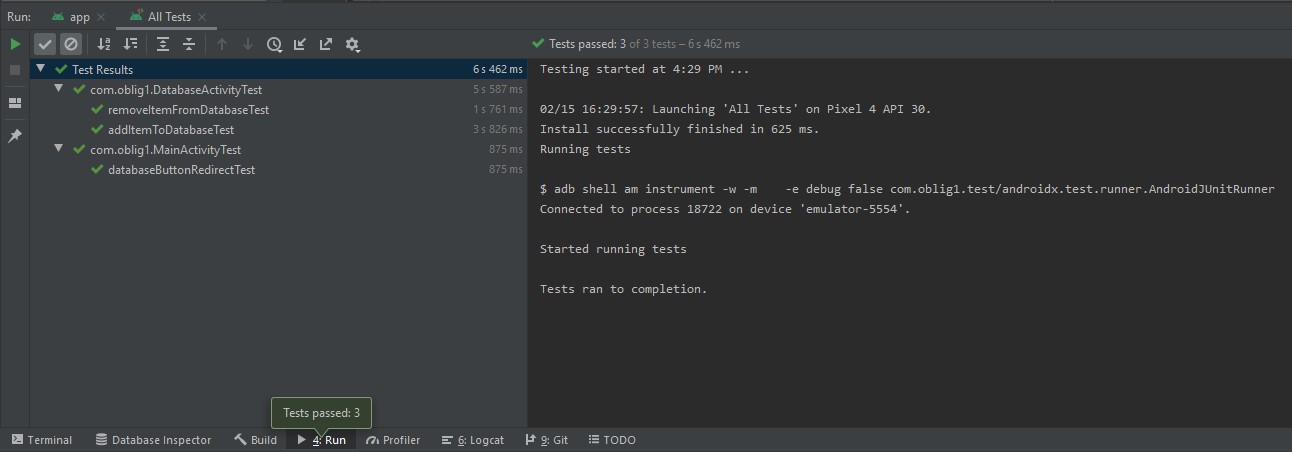 Run: app × All Tests ×
Tests passed: 3 of 3 tests – 6 s 462 ms
Test Results 6 s 462 ms
com.oblig1.DatabaseActivityTest 5 s 587 ms
removeItemFromDatabaseTest 1 s 761 ms
addItemToDatabaseTest 3 s 826 ms
com.oblig1.MainActivityTest 875 ms
databaseButtonRedirectTest 875 ms
Testing started at 4:29 PM ...
02/15 16:29:57: Launching 'All Tests' on Pixel 4 API 30.
Install successfully finished in 625 ms.
Running tests
$ adb shell am instrument -w -m    -e debug false com.oblig1.test/androidx.test.runner.AndroidJUnitRunner
Connected to process 18722 on device 'emulator-5554'.
Started running tests
Tests ran to completion.
Tests passed: 3
Terminal Database Inspector Build 4: Run Profiler 6: Logcat 9: Git TODO